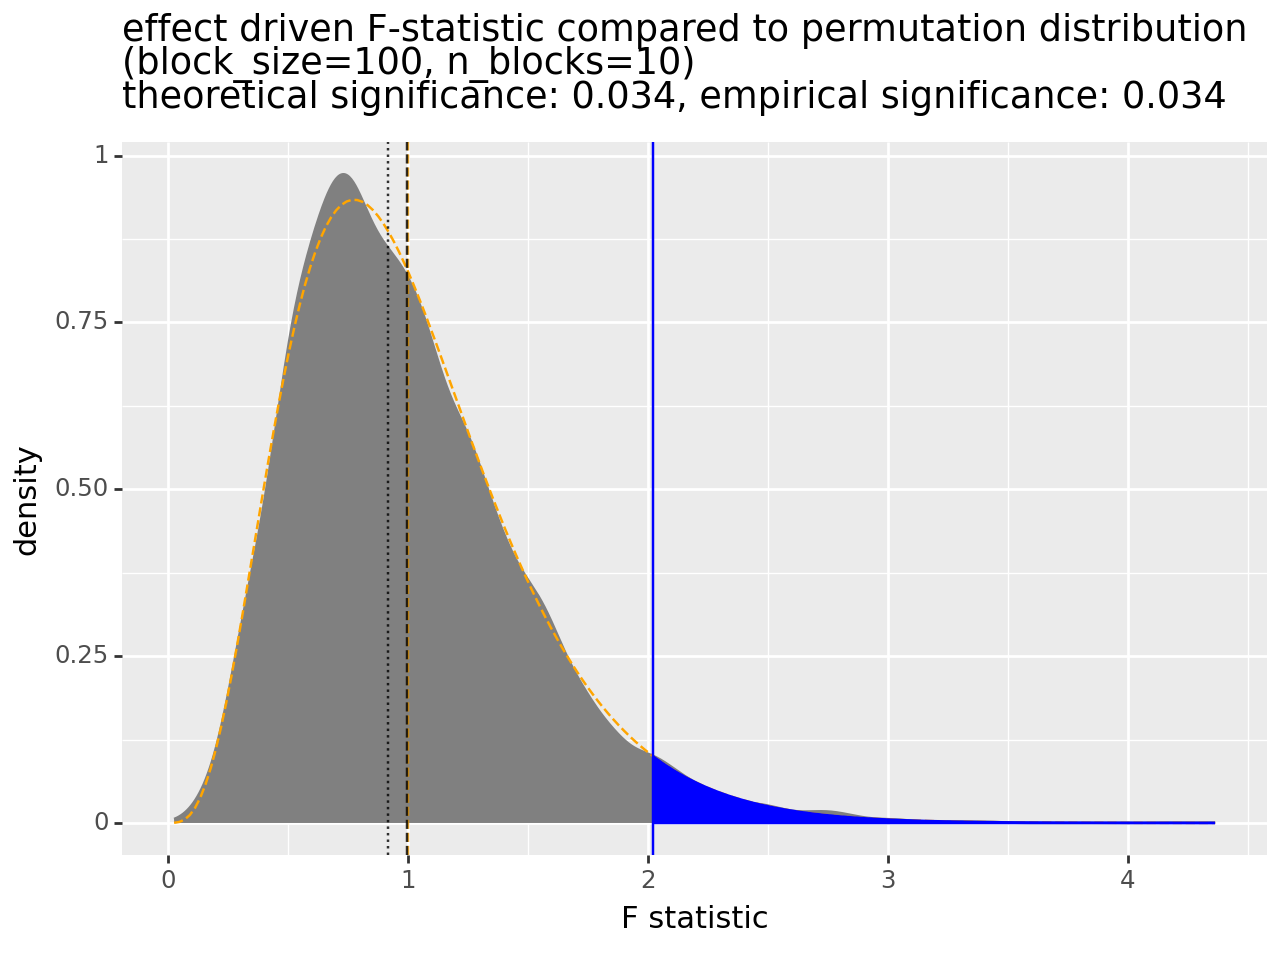 effect driven F-statistic compared to permutation distribution
(block_size=100, n_blocks=10)
theoretical significance: 0.034, empirical significance: 0.034
1
0.75
0.50
0.25
0
density
0 1 2 3 4
F statistic